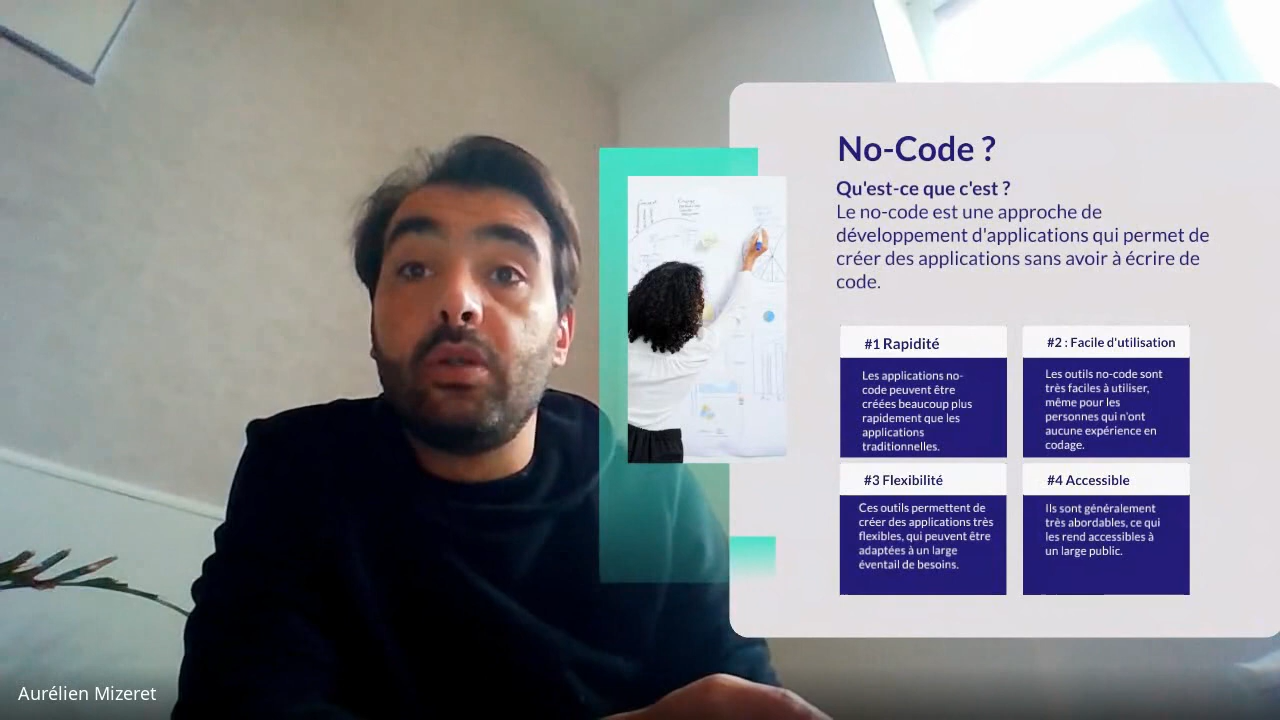 No-Code ?
Qu'est-ce que c'est ?
Le no-code est une approche de
développement d'applications qui permet de
créer des applications sans avoir à écrire de
code.
#1 Rapidité
Les applications no-
code peuvent être
créées beaucoup plus
rapidement que les
applications
traditionnelles.
#2 : Facile d'utilisation
Les outils no-code sont
très faciles à utiliser,
même pour les
personnes qui n'ont
aucune expérience en
codage.
#3 Flexibilité
Ces outils permettent de
créer des applications très
flexibles, qui peuvent être
adaptées à un large
éventail de besoins.
#4 Accessible
Ils sont généralement
très abordables, ce qui
les rend accessibles à
un large public.
Aurélien Mizeret